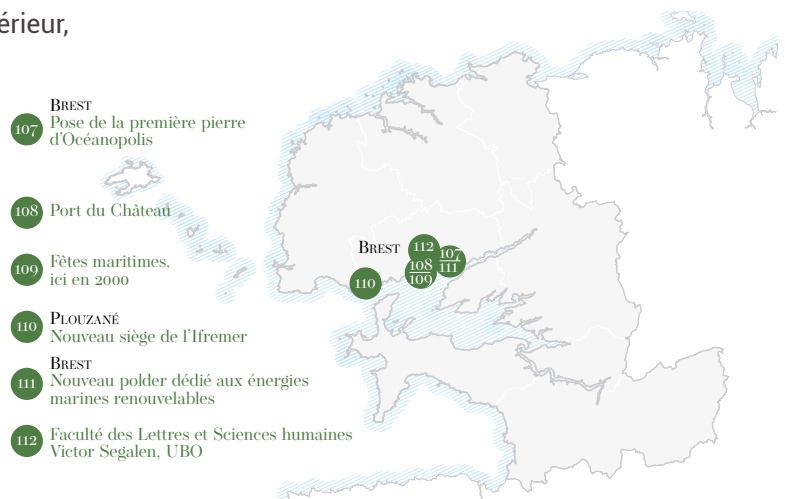 érieur,
BREST
107 Pose de la première pierre
d'Océanopolis
108 Port du Château
109 Fêtes maritimes,
ici en 2000
110 PLOUZANÉ
Nouveau siège de l'Ifremer
BREST
111 Nouveau polder dédié aux énergies
marines renouvelables
112 Faculté des Lettres et Sciences humaines
Victor Segalen, UBO
BREST
112
107
111
108
109
110